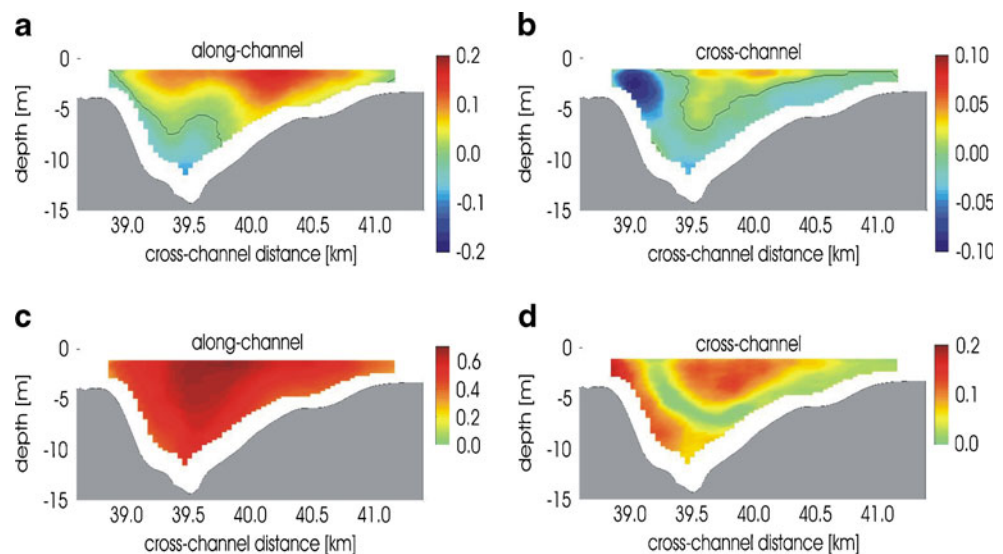 a
along-channel
0
-5
-10
-15
depth [m]
39.0 39.5 40.0 40.5 41.0
cross-channel distance [km]
0.2
0.1
0.0
-0.1
-0.2
b
cross-channel
0
-5
-10
-15
depth [m]
39.0 39.5 40.0 40.5 41.0
cross-channel distance [km]
0.10
0.05
0.00
-0.05
-0.10
c
along-channel
0
-5
-10
-15
depth [m]
39.0 39.5 40.0 40.5 41.0
cross-channel distance [km]
0.6
0.4
0.2
0.0
d
cross-channel
0
-5
-10
-15
depth [m]
39.0 39.5 40.0 40.5 41.0
cross-channel distance [km]
0.2
0.1
0.0